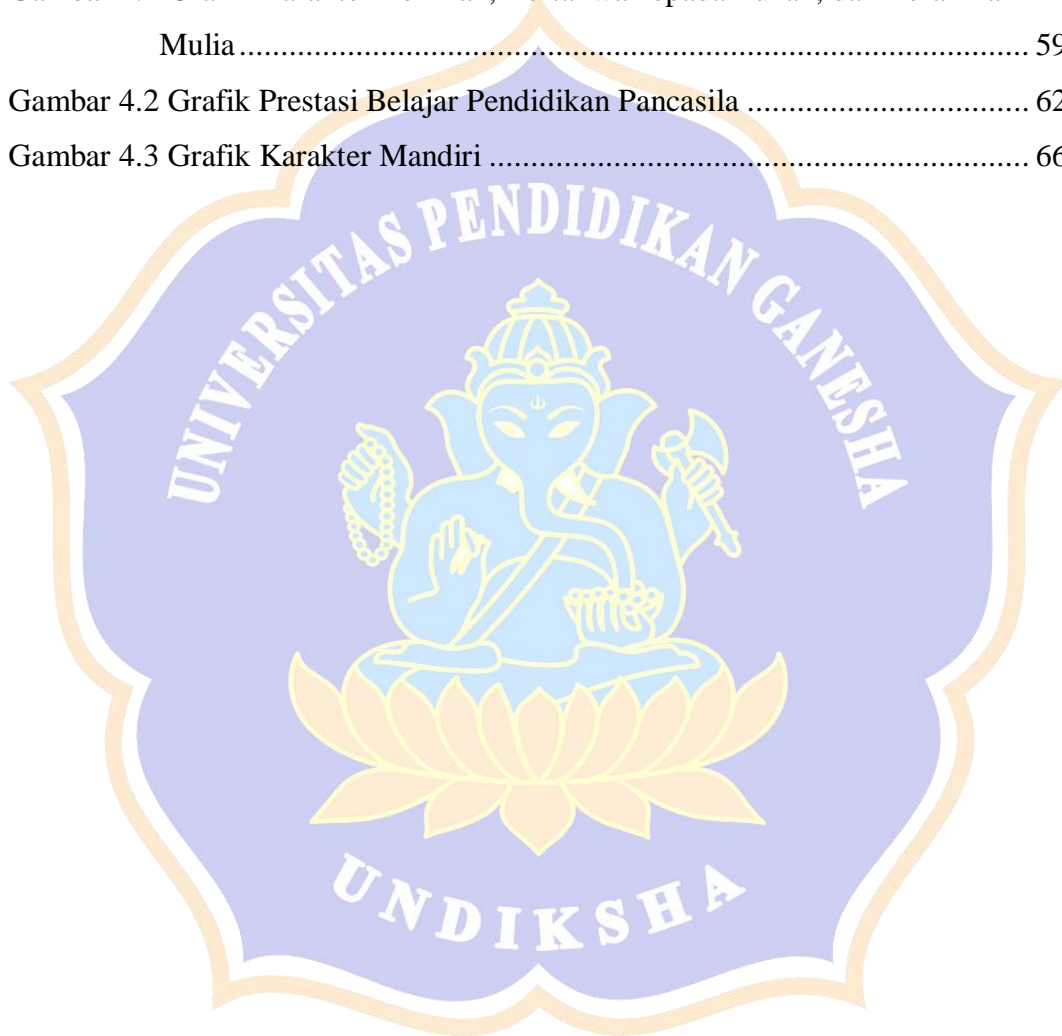 Mulia ........................................................................................... 59
Gambar 4.2 Grafik Prestasi Belajar Pendidikan Pancasila .................................. 62
Gambar 4.3 Grafik Karakter Mandiri ................................................................. 66
UNIVERSITAS PENDIDIKAN GANESHA
UNDIKSHA